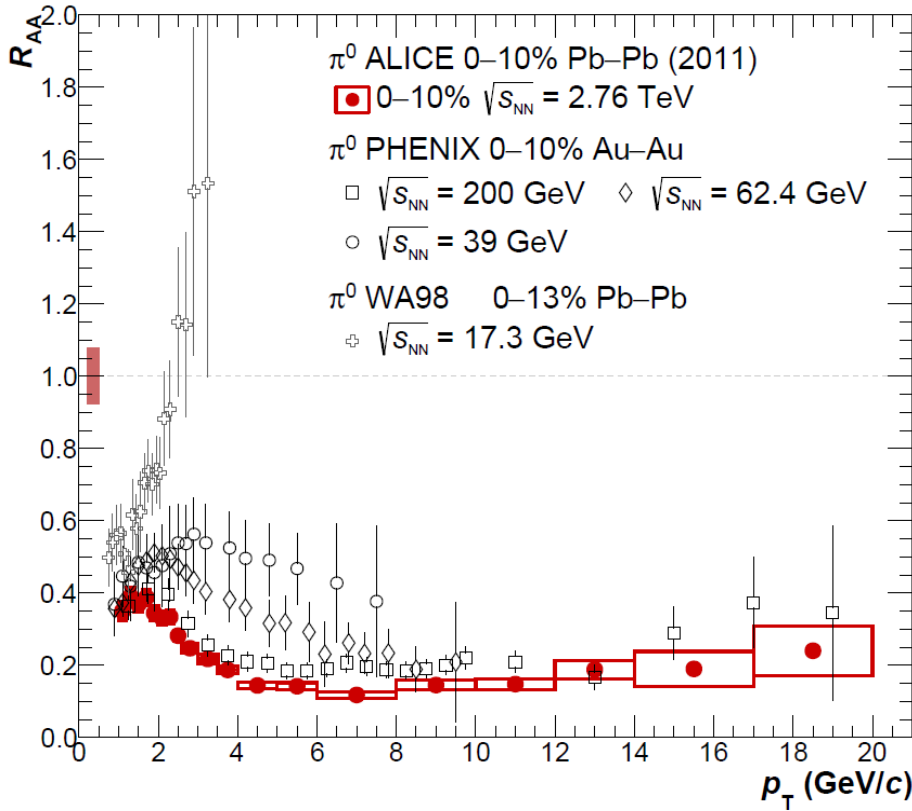 R_AA
2.0
1.8
1.6
1.4
1.2
1.0
0.8
0.6
0.4
0.2
0.0
π⁰ ALICE 0–10% Pb–Pb (2011)
0–10% √s_NN = 2.76 TeV
π⁰ PHENIX 0–10% Au–Au
√s_NN = 200 GeV √s_NN = 62.4 GeV
√s_NN = 39 GeV
π⁰ WA98 0–13% Pb–Pb
√s_NN = 17.3 GeV
0 2 4 6 8 10 12 14 16 18 20
p_T (GeV/c)